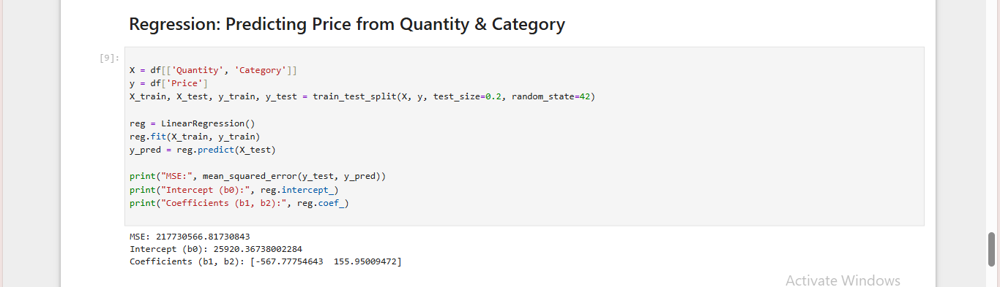 Regression: Predicting Price from Quantity & Category
[9]:
X = df[['Quantity', 'Category']]
y = df['Price']
X_train, X_test, y_train, y_test = train_test_split(X, y, test_size=0.2, random_state=42)
reg = LinearRegression()
reg.fit(X_train, y_train)
y_pred = reg.predict(X_test)
print("MSE:", mean_squared_error(y_test, y_pred))
print("Intercept (b0):", reg.intercept_)
print("Coefficients (b1, b2):", reg.coef_)
MSE: 217730566.81730843
Intercept (b0): 25920.36738002284
Coefficients (b1, b2): [-567.77754643  155.95009472]
Activate Windows